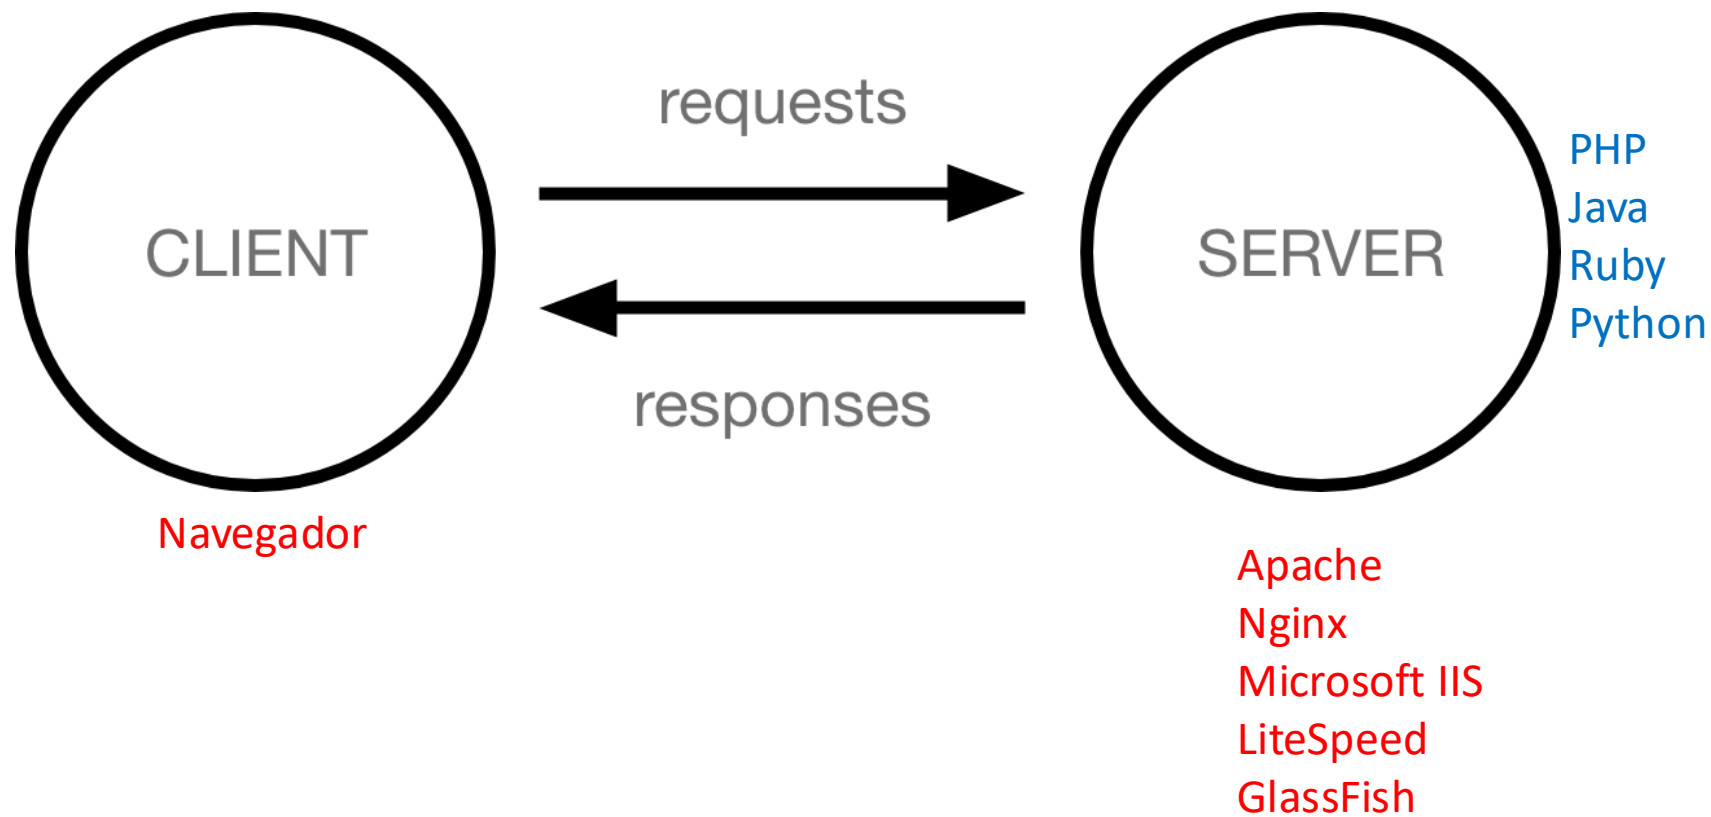 requests
CLIENT
SERVER
responses
PHP
Java
Ruby
Python
Navegador
Apache
Nginx
Microsoft IIS
LiteSpeed
GlassFish